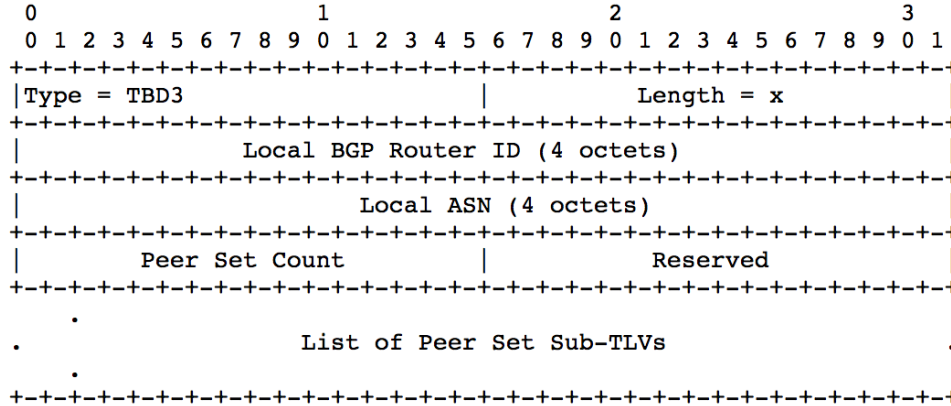 0                   1                   2                   3
 0 1 2 3 4 5 6 7 8 9 0 1 2 3 4 5 6 7 8 9 0 1 2 3 4 5 6 7 8 9 0 1
+-+-+-+-+-+-+-+-+-+-+-+-+-+-+-+-+-+-+-+-+-+-+-+-+-+-+-+-+-+-+-+-
|Type = TBD3                    |          Length = x           |
+-+-+-+-+-+-+-+-+-+-+-+-+-+-+-+-+-+-+-+-+-+-+-+-+-+-+-+-+-+-+-+-
|               Local BGP Router ID (4 octets)                  |
+-+-+-+-+-+-+-+-+-+-+-+-+-+-+-+-+-+-+-+-+-+-+-+-+-+-+-+-+-+-+-+-
|                       Local ASN (4 octets)                    |
+-+-+-+-+-+-+-+-+-+-+-+-+-+-+-+-+-+-+-+-+-+-+-+-+-+-+-+-+-+-+-+-
|        Peer Set Count         |           Reserved            |
+-+-+-+-+-+-+-+-+-+-+-+-+-+-+-+-+-+-+-+-+-+-+-+-+-+-+-+-+-+-+-+-
    .
.                   List of Peer Set Sub-TLVs                   .
    .
+-+-+-+-+-+-+-+-+-+-+-+-+-+-+-+-+-+-+-+-+-+-+-+-+-+-+-+-+-+-+-+-